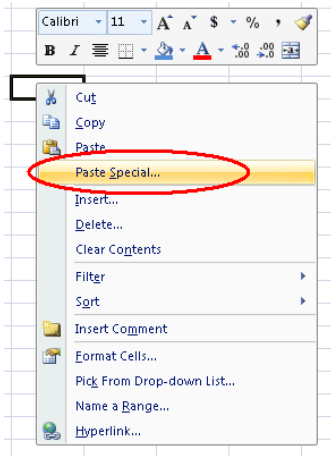 Calibri 11 A A $ % ,
B I A .00 .00 a
Cut
Copy
Paste
Paste Special...
Insert...
Delete...
Clear Contents
Filter
Sort
Insert Comment
Format Cells...
Pick From Drop-down List...
Name a Range...
Hyperlink...